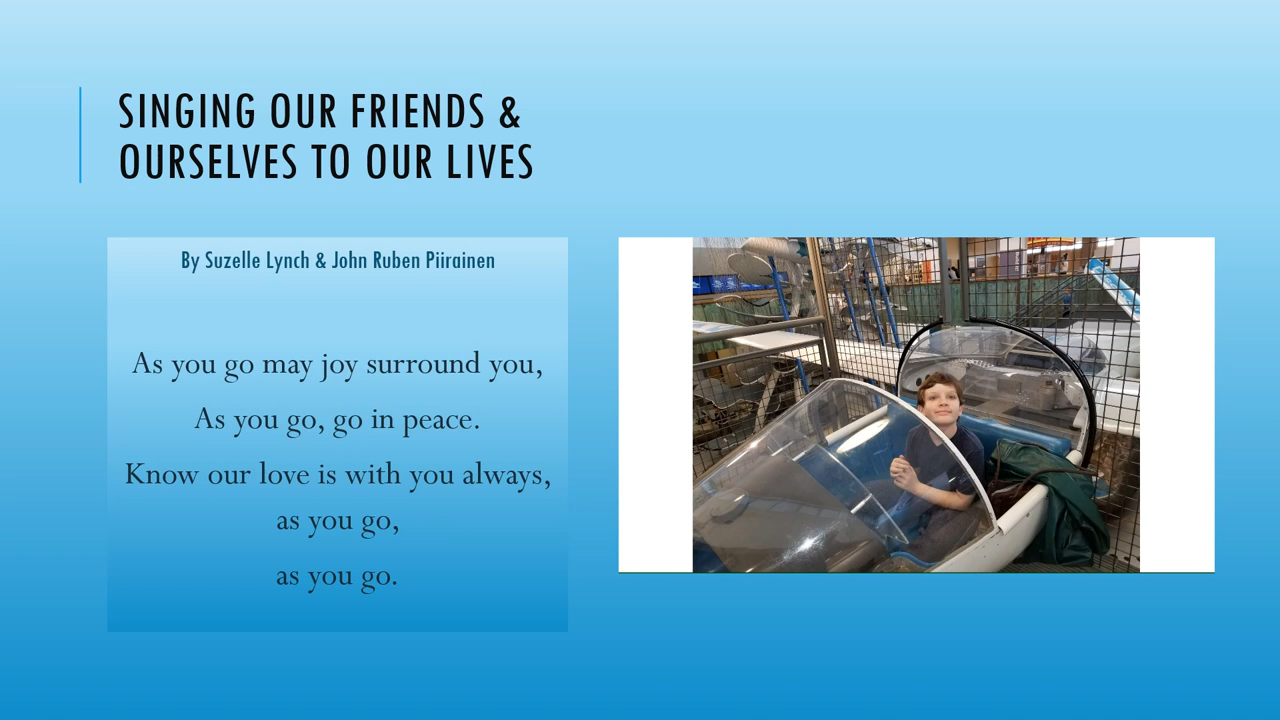 SINGING OUR FRIENDS &
OURSELVES TO OUR LIVES
By Suzelle Lynch & John Ruben Piirainen
As you go may joy surround you,
As you go, go in peace.
Know our love is with you always,
as you go,
as you go.